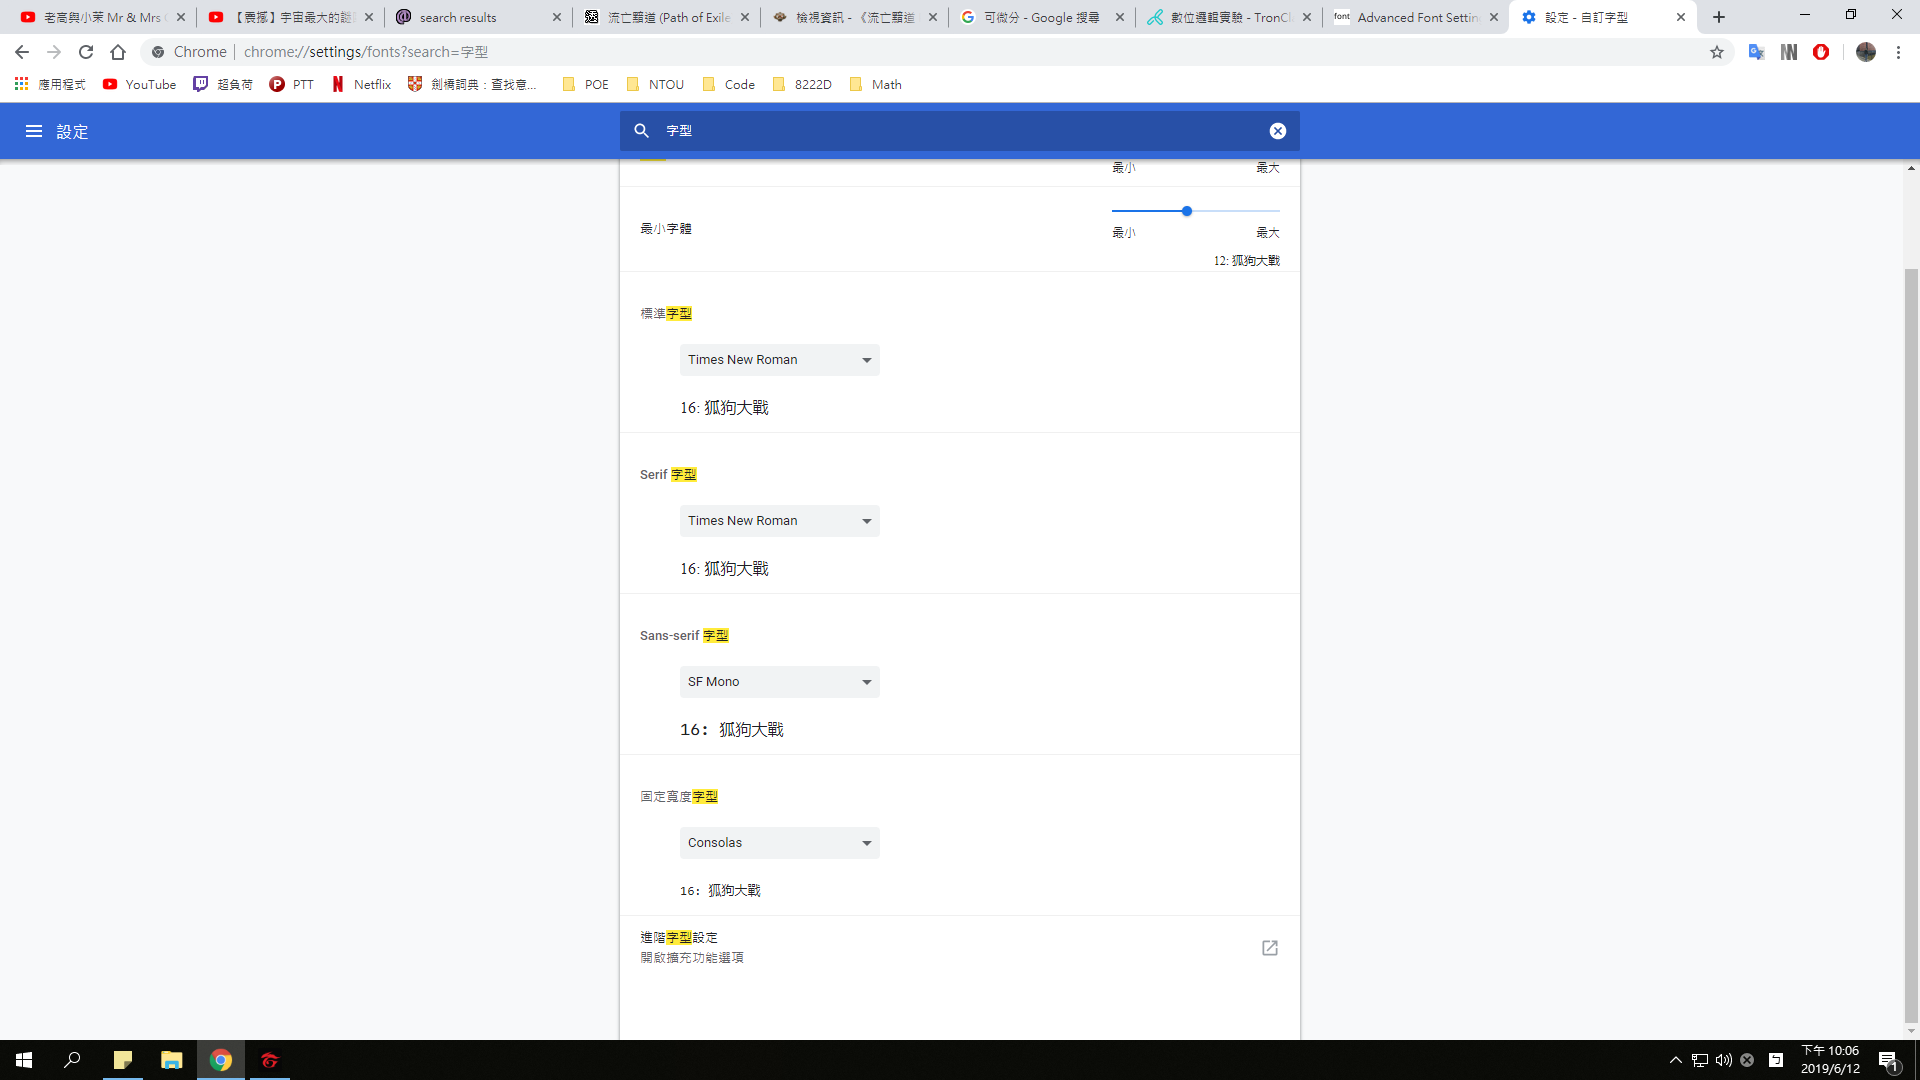 老高與小茉 Mr & Mrs
【震撼】宇宙最大的謎
search results
流亡黯道 (Path of Exile
檢視資訊 - 《流亡黯道
可微分 - Google 搜尋
數位邏輯實驗 - TronCl
Advanced Font Settin
設定 - 自訂字型
Chrome
chrome://settings/fonts?search=字型
應用程式
YouTube
超負荷
PTT
Netflix
劍橋詞典：查找意...
POE
NTOU
Code
8222D
Math
設定
字型
最小
最大
最小字體
最小
最大
12: 狐狗大戰
標準字型
Times New Roman
16: 狐狗大戰
Serif 字型
Times New Roman
16: 狐狗大戰
Sans-serif 字型
SF Mono
16: 狐狗大戰
固定寬度字型
Consolas
16: 狐狗大戰
進階字型設定
開啟擴充功能選項
下午 10:06
2019/6/12
1